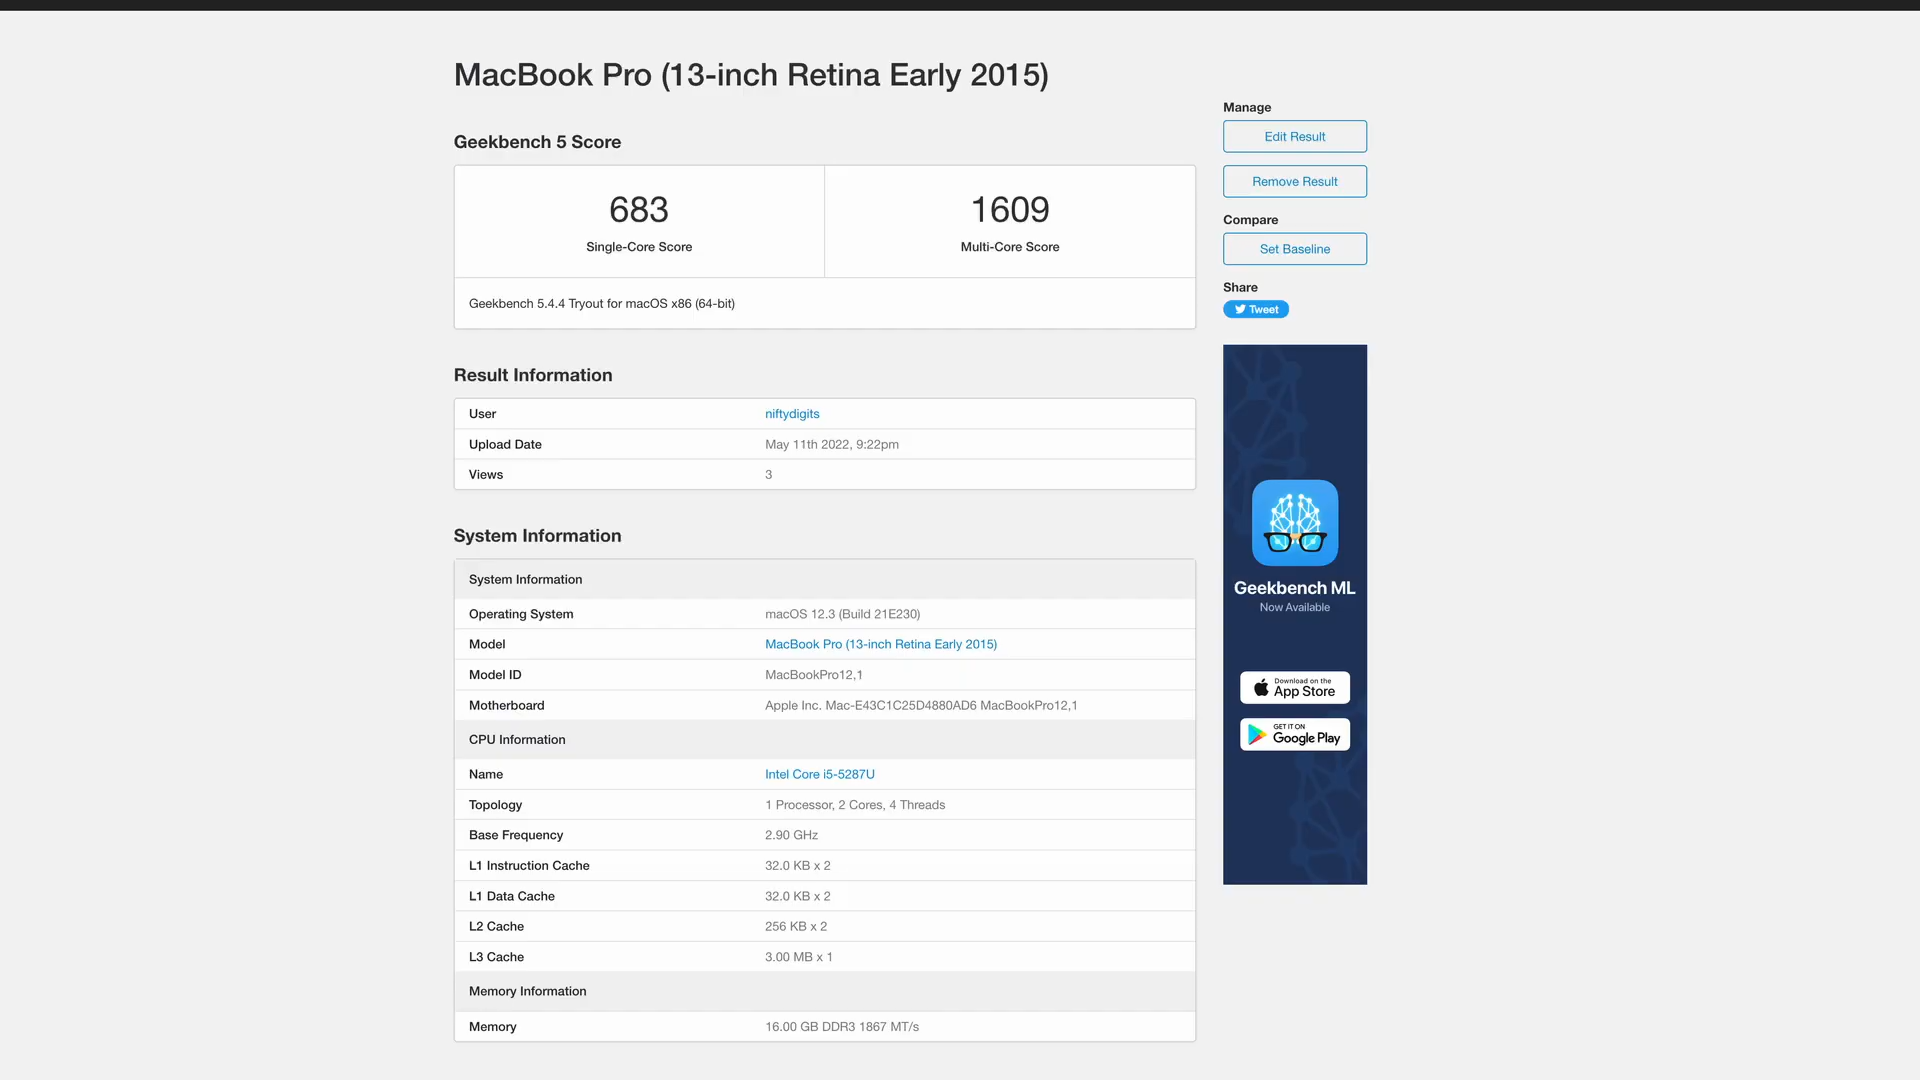 MacBook Pro (13-inch Retina Early 2015)
Geekbench 5 Score
683
Single-Core Score
1609
Multi-Core Score
Geekbench 5.4.4 Tryout for macOS x86 (64-bit)
Result Information
User niftydigits
Upload Date May 11th 2022, 9:22pm
Views 3
System Information
System Information
Operating System macOS 12.3 (Build 21E230)
Model MacBook Pro (13-inch Retina Early 2015)
Model ID MacBookPro12,1
Motherboard Apple Inc. Mac-E43C1C25D4880AD6 MacBookPro12,1
CPU Information
Name Intel Core i5-5287U
Topology 1 Processor, 2 Cores, 4 Threads
Base Frequency 2.90 GHz
L1 Instruction Cache 32.0 KB x 2
L1 Data Cache 32.0 KB x 2
L2 Cache 256 KB x 2
L3 Cache 3.00 MB x 1
Memory Information
Memory 16.00 GB DDR3 1867 MT/s
Manage
Edit Result
Remove Result
Compare
Set Baseline
Share
Tweet
Geekbench ML
Now Available
Download on the
App Store
GET IT ON
Google Play